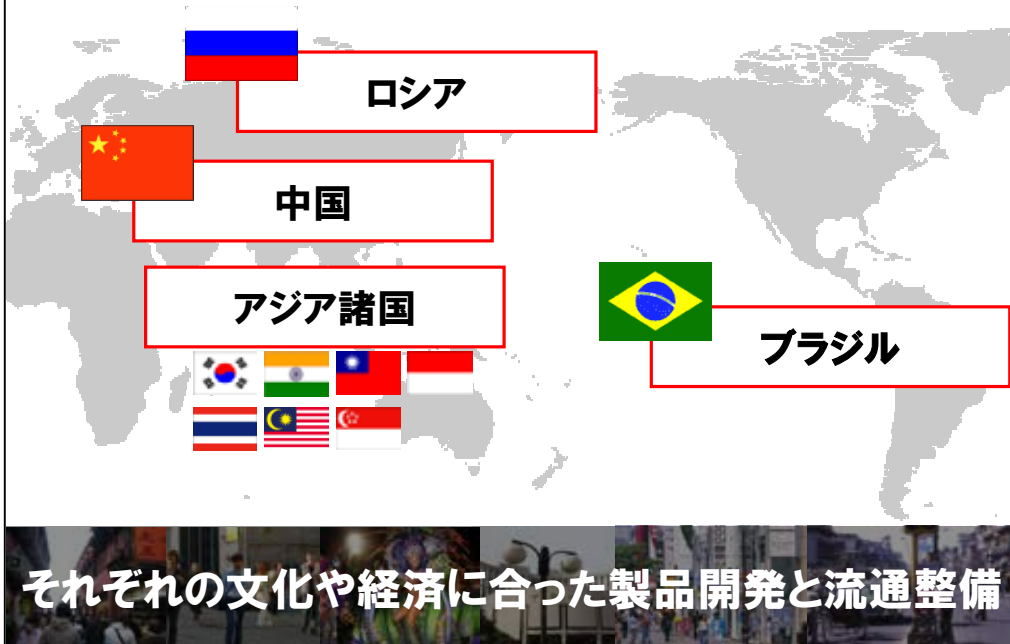 ロシア
中国
アジア諸国
ブラジル
それぞれの文化や経済に合った製品開発と流通整備